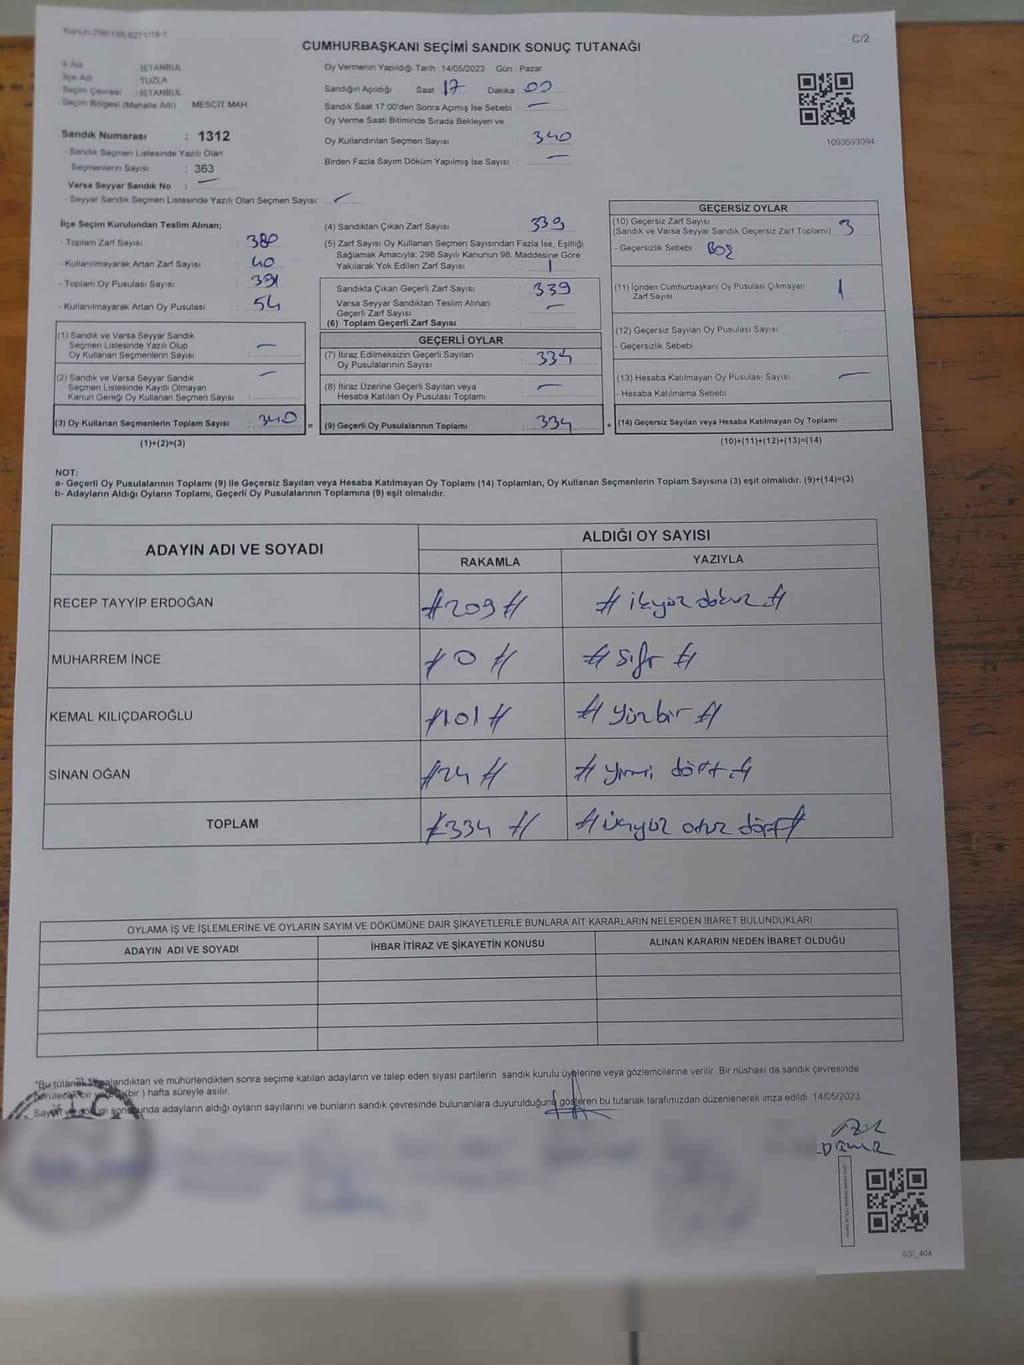 C/2
CUMHURBAŞKANI SEÇİMİ SANDIK SONUÇ TUTANAĞI
İl Adı : İSTANBUL
İlçe Adı : TUZLA
Seçim Çevresi : İSTANBUL
Seçim Bölgesi (Mahalle Adı) MESCİT MAH.
Sandık Numarası : 1312
- Sandık Seçmen Listesinde Yazılı Olan
Seçmenlerin Sayısı : 363
Varsa Seyyar Sandık No : —
- Seyyar Sandık Seçmen Listesinde Yazılı Olan Seçmen Sayısı: —
Oy Vermenin Yapıldığı Tarih : 14/05/2023 Gün : Pazar
Sandığın Açıldığı Saat : 17 Dakika : 00
Sandık Saat 17:00'den Sonra Açımış İse Sebebi : —
Oy Verme Saati Bitiminde Sırada Bekleyen ve
Oy Kullandırılan Seçmen Sayısı : 340
Birden Fazla Sayım Döküm Yapılmış İse Sayısı : —
1093693094
İlçe Seçim Kurulundan Teslim Alınan;
- Toplam Zarf Sayısı : 380
- Kullanılmayarak Artan Zarf Sayısı : 40
- Toplam Oy Pusulası Sayısı : 391
- Kullanılmayarak Artan Oy Pusulası : 54
(1) Sandık ve Varsa Seyyar Sandık
Seçmen Listesinde Yazılı Olup
Oy Kullanan Seçmenlerin Sayısı : —
(2) Sandık ve Varsa Seyyar Sandık
Seçmen Listesinde Kayıtlı Olmayan
Kanun Gereği Oy Kullanan Seçmen Sayısı : —
(3) Oy Kullanan Seçmenlerin Toplam Sayısı : 340
(1)+(2)=(3)
(4) Sandıktan Çıkan Zarf Sayısı : 339
(5) Zarf Sayısı Oy Kullanan Seçmen Sayısından Fazla İse, Eşitliği
Sağlamak Amacıyla; 298 Sayılı Kanunun 98. Maddesine Göre
Yakılarak Yok Edilen Zarf Sayısı : 1
Sandıkta Çıkan Geçerli Zarf Sayısı : 339
Varsa Seyyar Sandıktan Teslim Alınan
Geçerli Zarf Sayısı : —
(6) Toplam Geçerli Zarf Sayısı :
GEÇERLİ OYLAR
(7) İtiraz Edilmeksizin Geçerli Sayılan
Oy Pusulalarının Sayısı : 334
(8) İtiraz Üzerine Geçerli Sayılan veya
Hesaba Katılan Oy Pusulası Toplamı : —
= (9) Geçerli Oy Pusulalarının Toplamı : 334
GEÇERSİZ OYLAR
(10) Geçersiz Zarf Sayısı
(Sandık ve Varsa Seyyar Sandık Geçersiz Zarf Toplamı) : 3
- Geçersizlik Sebebi : BOŞ
(11) İçinden Cumhurbaşkanı Oy Pusulası Çıkmayan
Zarf Sayısı : 1
(12) Geçersiz Sayılan Oy Pusulası Sayısı :
- Geçersizlik Sebebi
(13) Hesaba Katılmayan Oy Pusulası Sayısı : —
- Hesaba Katılmama Sebebi
+ (14) Geçersiz Sayılan veya Hesaba Katılmayan Oy Toplamı :
(10)+(11)+(12)+(13)=(14)
NOT:
a- Geçerli Oy Pusulalarının Toplamı (9) ile Geçersiz Sayılan veya Hesaba Katılmayan Oy Toplamı (14) Toplamları, Oy Kullanan Seçmenlerin Toplam Sayısına (3) eşit olmalıdır. (9)+(14)=(3)
b- Adayların Aldığı Oyların Toplamı, Geçerli Oy Pusulalarının Toplamına (9) eşit olmalıdır.
ADAYIN ADI VE SOYADI ALDIĞI OY SAYISI
RAKAMLA YAZIYLA
RECEP TAYYİP ERDOĞAN #209# # ikiyüz dokuz #
MUHARREM İNCE #0# # sıfır #
KEMAL KILIÇDAROĞLU #101# # yüzbir #
SİNAN OĞAN #24# # yirmi dört #
TOPLAM #334# # üçyüz otuz dört #
OYLAMA İŞ VE İŞLEMLERİNE VE OYLARIN SAYIM VE DÖKÜMÜNE DAİR ŞİKAYETLERLE BUNLARA AİT KARARLARIN NELERDEN İBARET BULUNDUKLARI
ADAYIN ADI VE SOYADI İHBAR İTİRAZ VE ŞİKAYETİN KONUSU ALINAN KARARIN NEDEN İBARET OLDUĞU
"Bu tutanak imzalandıktan ve mühürlendikten sonra seçime katılan adayların ve talep eden siyasi partilerin sandık kurulu üyelerine veya gözlemcilerine verilir. Bir nüshası da sandık çevresinde
bir hafta süreyle asılır.
Sayım ve döküm sonunda adayların aldığı oyların sayılarını ve bunların sandık çevresinde bulunanlara duyurulduğunu gösteren bu tutanak tarafımızdan düzenlenerek imza edildi. 14/05/2023
SSİ_404